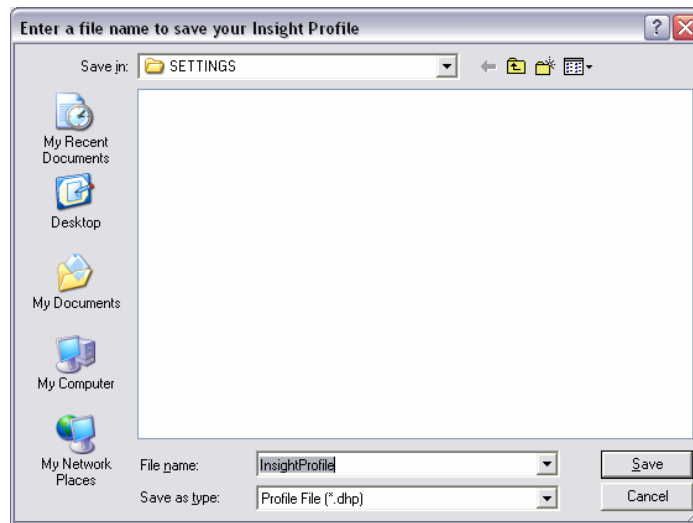 Enter a file name to save your Insight Profile
Save in: SETTINGS
My Recent
Documents
Desktop
My Documents
My Computer
My Network
Places
File name: InsightProfile
Save
Save as type: Profile File (*.dhp)
Cancel